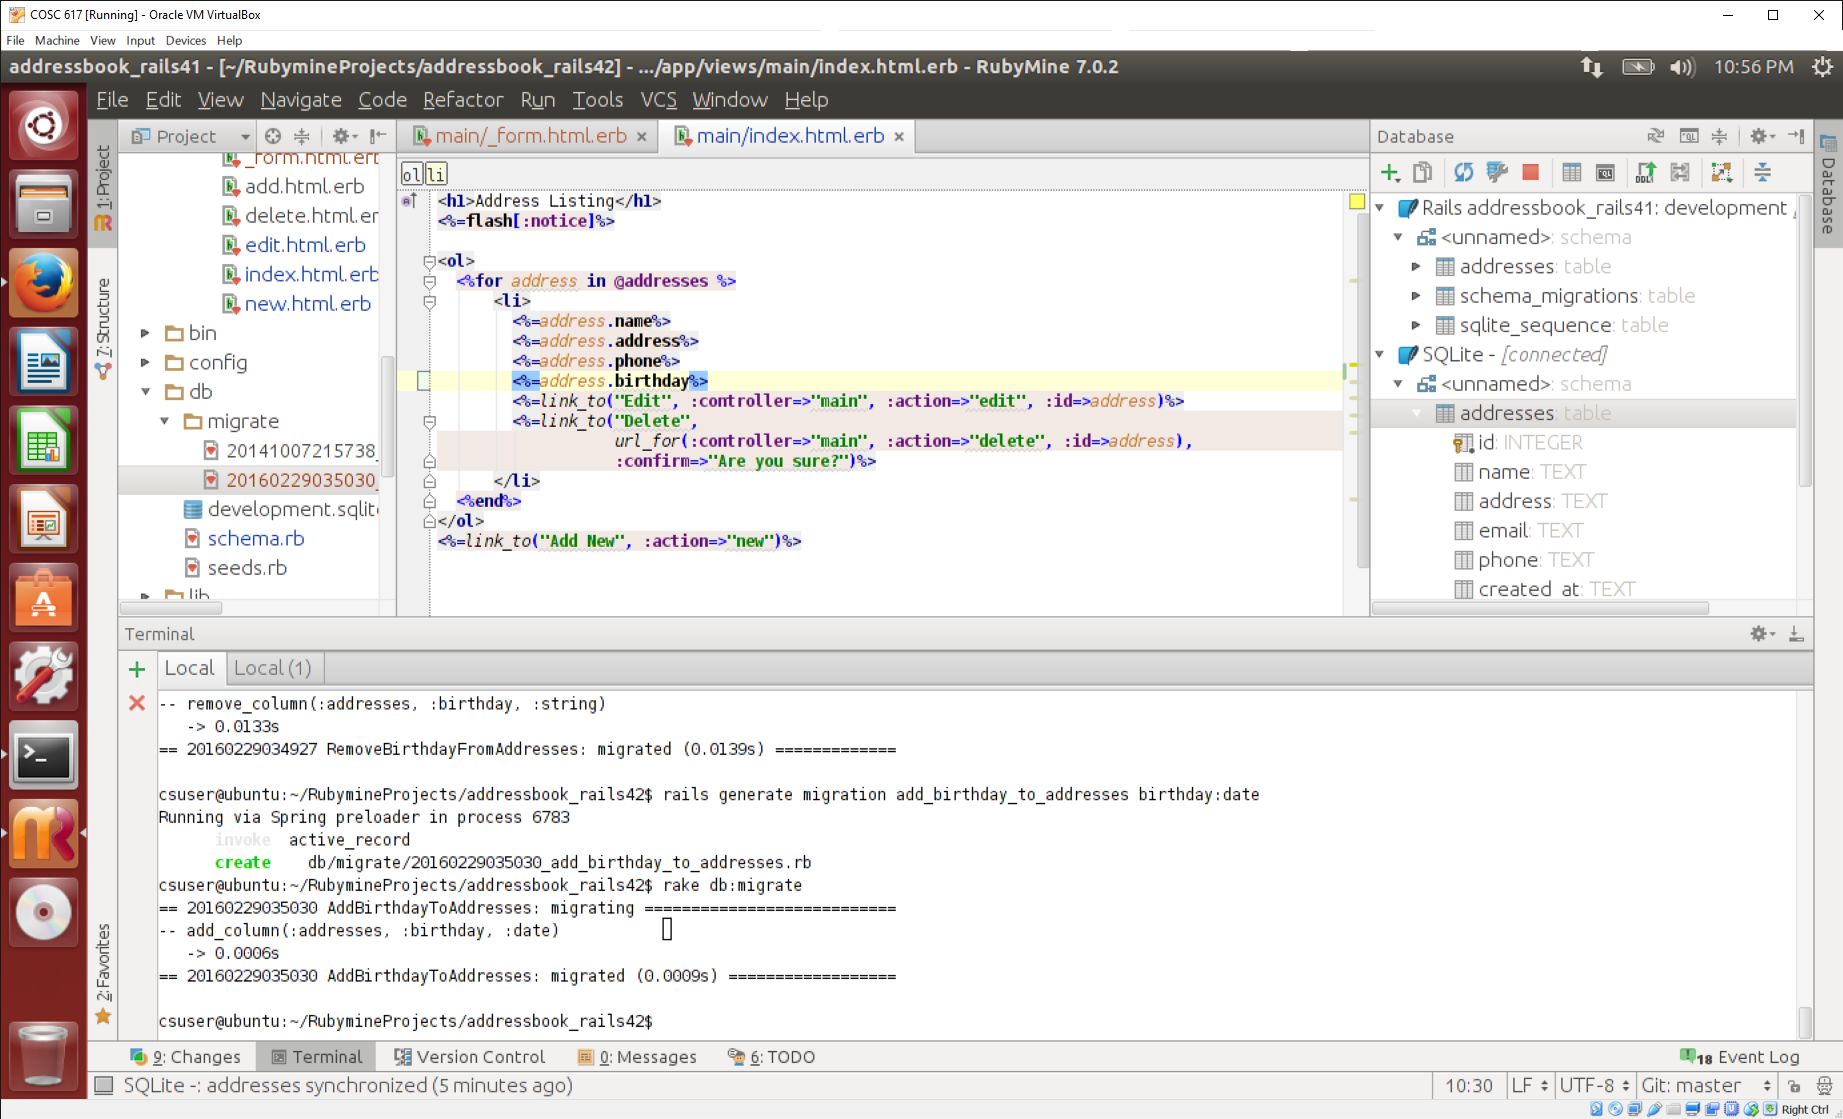 COSC 617 [Running] - Oracle VM VirtualBox
File Machine View Input Devices Help
addressbook_rails41 - [~/RubymineProjects/addressbook_rails42] - .../app/views/main/index.html.erb - RubyMine 7.0.2
10:56 PM
File Edit View Navigate Code Refactor Run Tools VCS Window Help
1: Project
7: Structure
2: Favorites
Project
_form.html.erb
add.html.erb
delete.html.er
edit.html.erb
index.html.erb
new.html.erb
bin
config
db
migrate
20141007215738_
20160229035030_
development.sqlite
schema.rb
seeds.rb
lib
main/_form.html.erb
main/index.html.erb
ol li
<h1>Address Listing</h1>
<%=flash[:notice]%>
<ol>
<%for address in @addresses %>
<li>
<%=address.name%>
<%=address.address%>
<%=address.phone%>
<%=address.birthday%>
<%=link_to("Edit", :controller=>"main", :action=>"edit", :id=>address)%>
<%=link_to("Delete",
url_for(:controller=>"main", :action=>"delete", :id=>address),
:confirm=>"Are you sure?")%>
</li>
<%end%>
</ol>
<%=link_to("Add New", :action=>"new")%>
Database
Database
Rails addressbook_rails41: development
<unnamed>: schema
addresses: table
schema_migrations: table
sqlite_sequence: table
SQLite - [connected]
<unnamed>: schema
addresses: table
id: INTEGER
name: TEXT
address: TEXT
email: TEXT
phone: TEXT
created_at: TEXT
Terminal
Local
Local (1)
-- remove_column(:addresses, :birthday, :string)
-> 0.0133s
== 20160229034927 RemoveBirthdayFromAddresses: migrated (0.0139s) =============
csuser@ubuntu:~/RubymineProjects/addressbook_rails42$ rails generate migration add_birthday_to_addresses birthday:date
Running via Spring preloader in process 6783
invoke active_record
create db/migrate/20160229035030_add_birthday_to_addresses.rb
csuser@ubuntu:~/RubymineProjects/addressbook_rails42$ rake db:migrate
== 20160229035030 AddBirthdayToAddresses: migrating ===========================
-- add_column(:addresses, :birthday, :date)
-> 0.0006s
== 20160229035030 AddBirthdayToAddresses: migrated (0.0009s) ==================
csuser@ubuntu:~/RubymineProjects/addressbook_rails42$
9: Changes
Terminal
Version Control
0: Messages
6: TODO
18 Event Log
SQLite -: addresses synchronized (5 minutes ago)
10:30
LF
UTF-8
Git: master
Right Ctrl